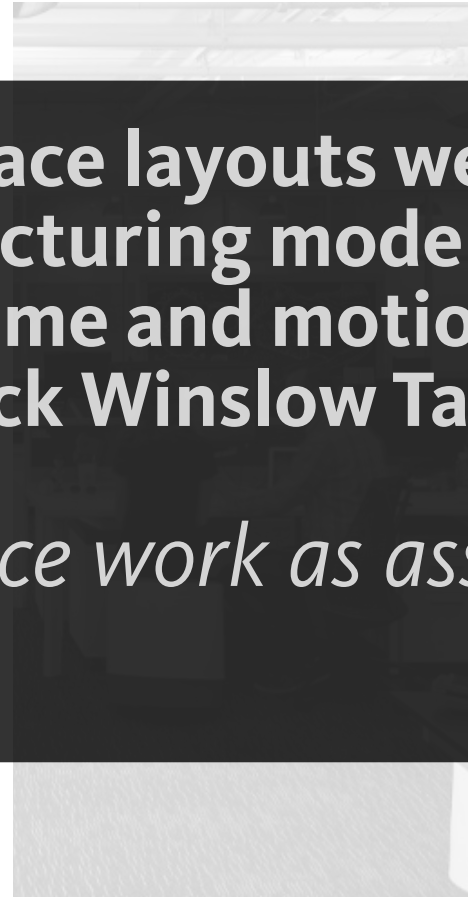 ace layouts we
cturing mode
me and motio
ck Winslow Ta
ce work as ass